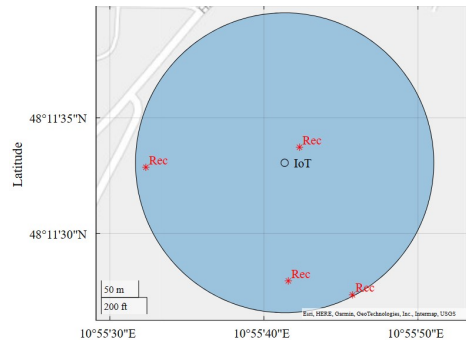 48°11'35"N
Rec
Rec
IoT
Latitude
48°11'30"N
Rec
Rec
50 m
200 ft
Esri, HERE, Garmin, GeoTechnologies, Inc., Intermap, USGS
10°55'30"E
10°55'40"E
10°55'50"E